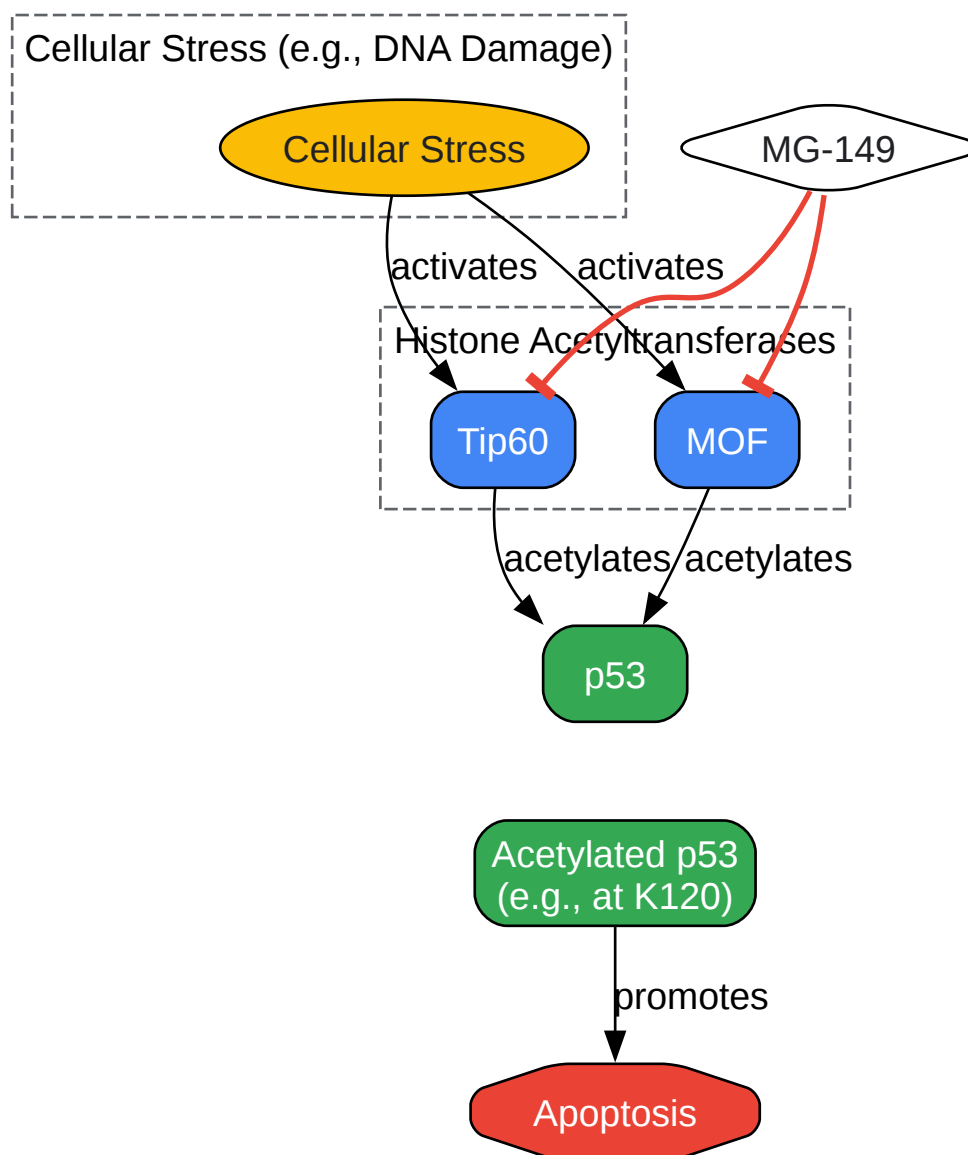 Cellular Stress (e.g., DNA Damage)
Cellular Stress
MG-149
activates
activates
Histone Acetyltransferases
Tip60
MOF
acetylates
acetylates
p53
Acetylated p53
(e.g., at K120)
promotes
Apoptosis